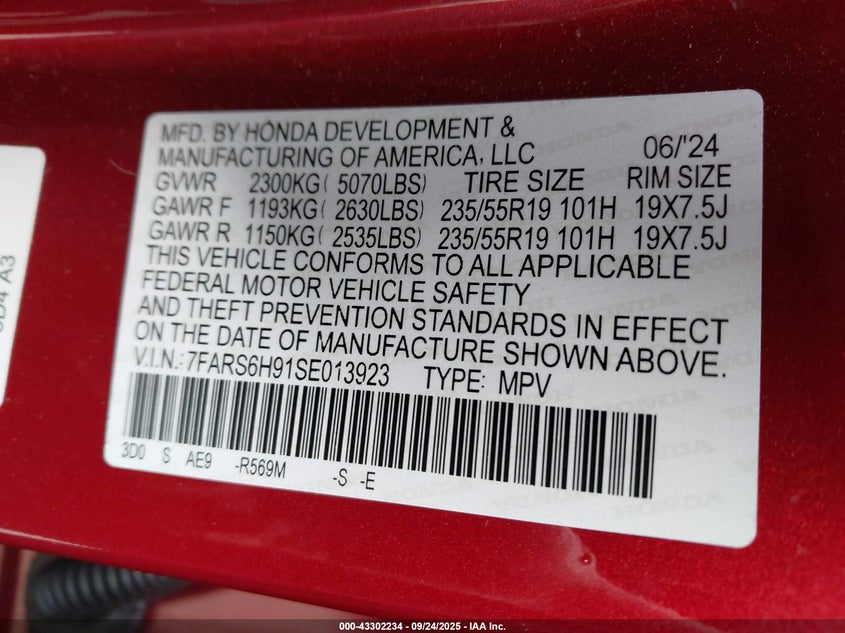 MFD. BY HONDA DEVELOPMENT &
MANUFACTURING OF AMERICA, LLC 06/'24
GVWR 2300KG( 5070LBS) TIRE SIZE RIM SIZE
GAWR F 1193KG( 2630LBS) 235/55R19 101H 19X7.5J
GAWR R 1150KG( 2535LBS) 235/55R19 101H 19X7.5J
THIS VEHICLE CONFORMS TO ALL APPLICABLE
FEDERAL MOTOR VEHICLE SAFETY
AND THEFT PREVENTION STANDARDS IN EFFECT
ON THE DATE OF MANUFACTURE SHOWN ABOVE.
V.I.N.: 7FARS6H91SE013923 TYPE: MPV
3D0 S AE9 -R569M -S -E
A3
000-43302234 - 09/24/2025 - IAA Inc.